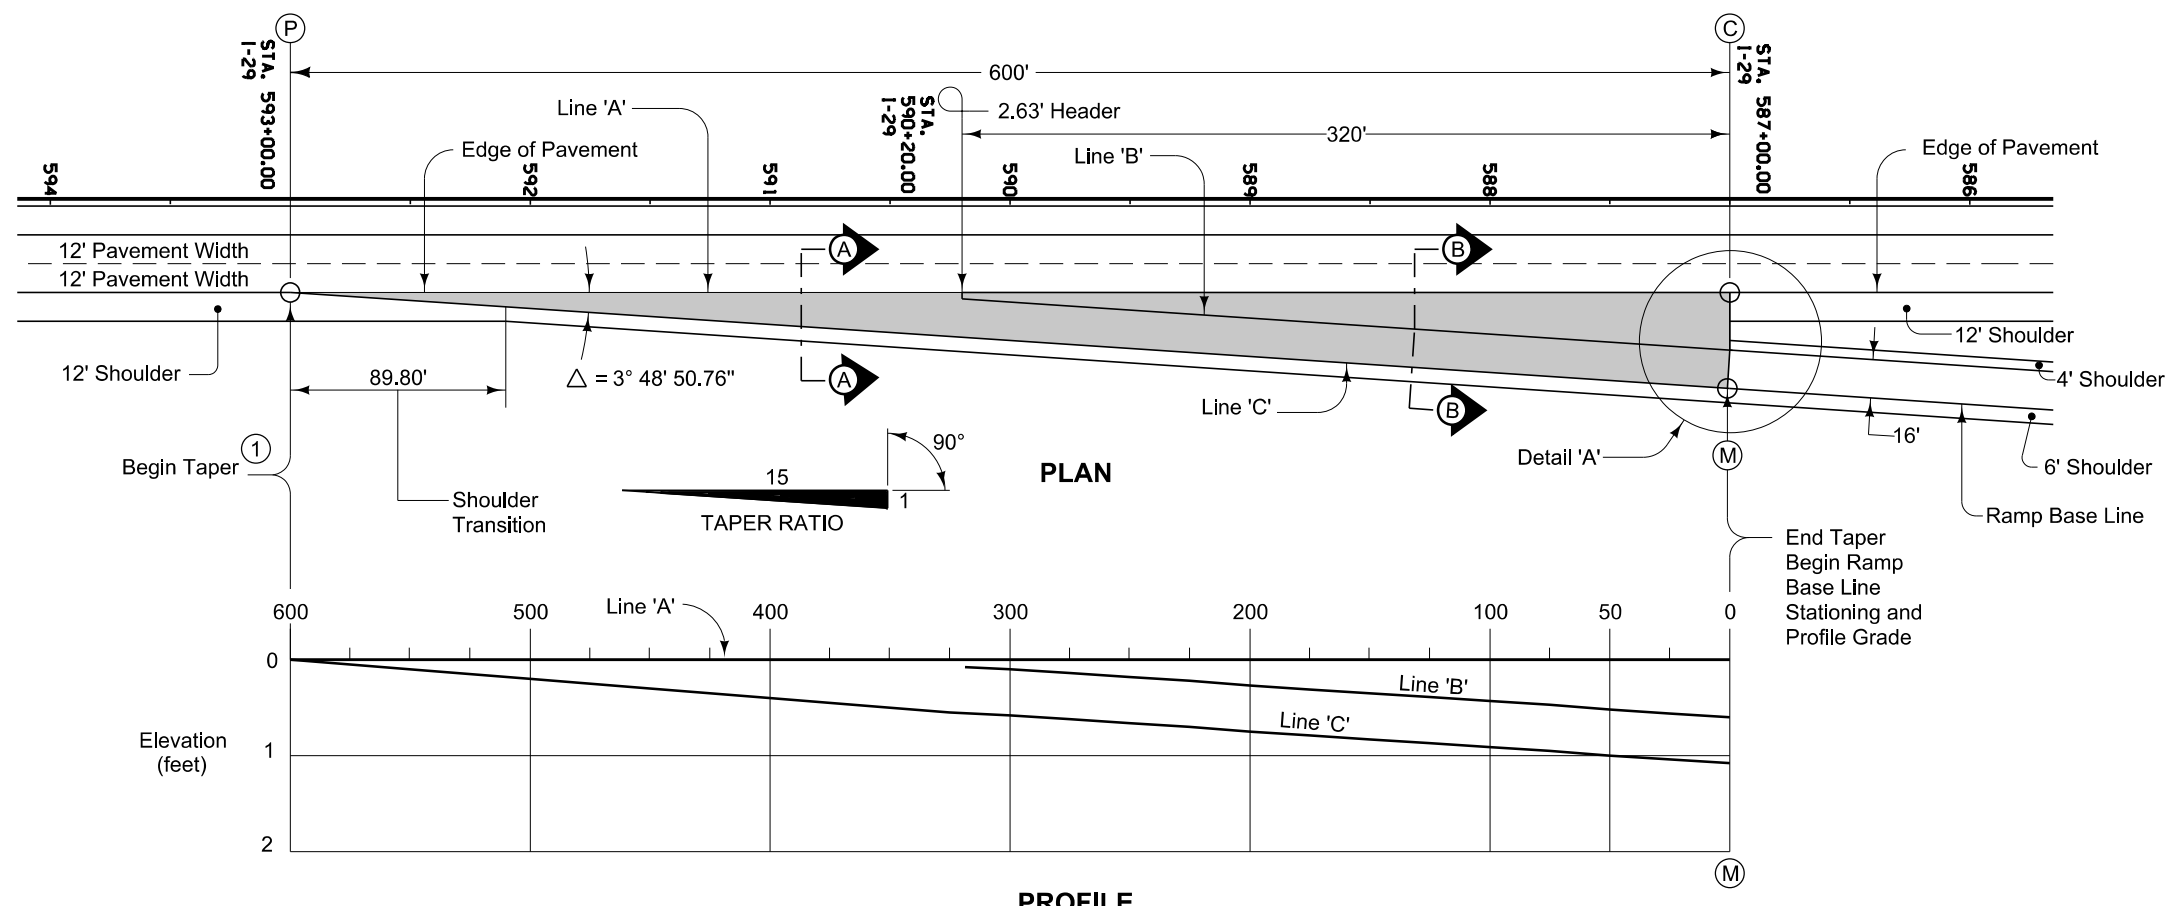 P
C
STA. 593+00.00
I-29
600'
STA. 587+00.00
I-29
Line 'A'
STA.
590+20.00
I-29
2.63' Header
320'
Edge of Pavement
Line 'B'
Edge of Pavement
594
592
591
590
589
588
586
12' Pavement Width
12' Pavement Width
A
B
12' Shoulder
12' Shoulder
89.80'
△ = 3° 48' 50.76"
A
Line 'C'
B
4' Shoulder
16'
1
Begin Taper
90°
PLAN
Detail 'A'
M
6' Shoulder
15
1
TAPER RATIO
Shoulder
Transition
Ramp Base Line
End Taper
Begin Ramp
Base Line
Stationing and
Profile Grade
Line 'A'
600
500
400
300
200
100
50
0
0
Line 'B'
Line 'C'
Elevation
(feet)
1
2
M
PROFILE